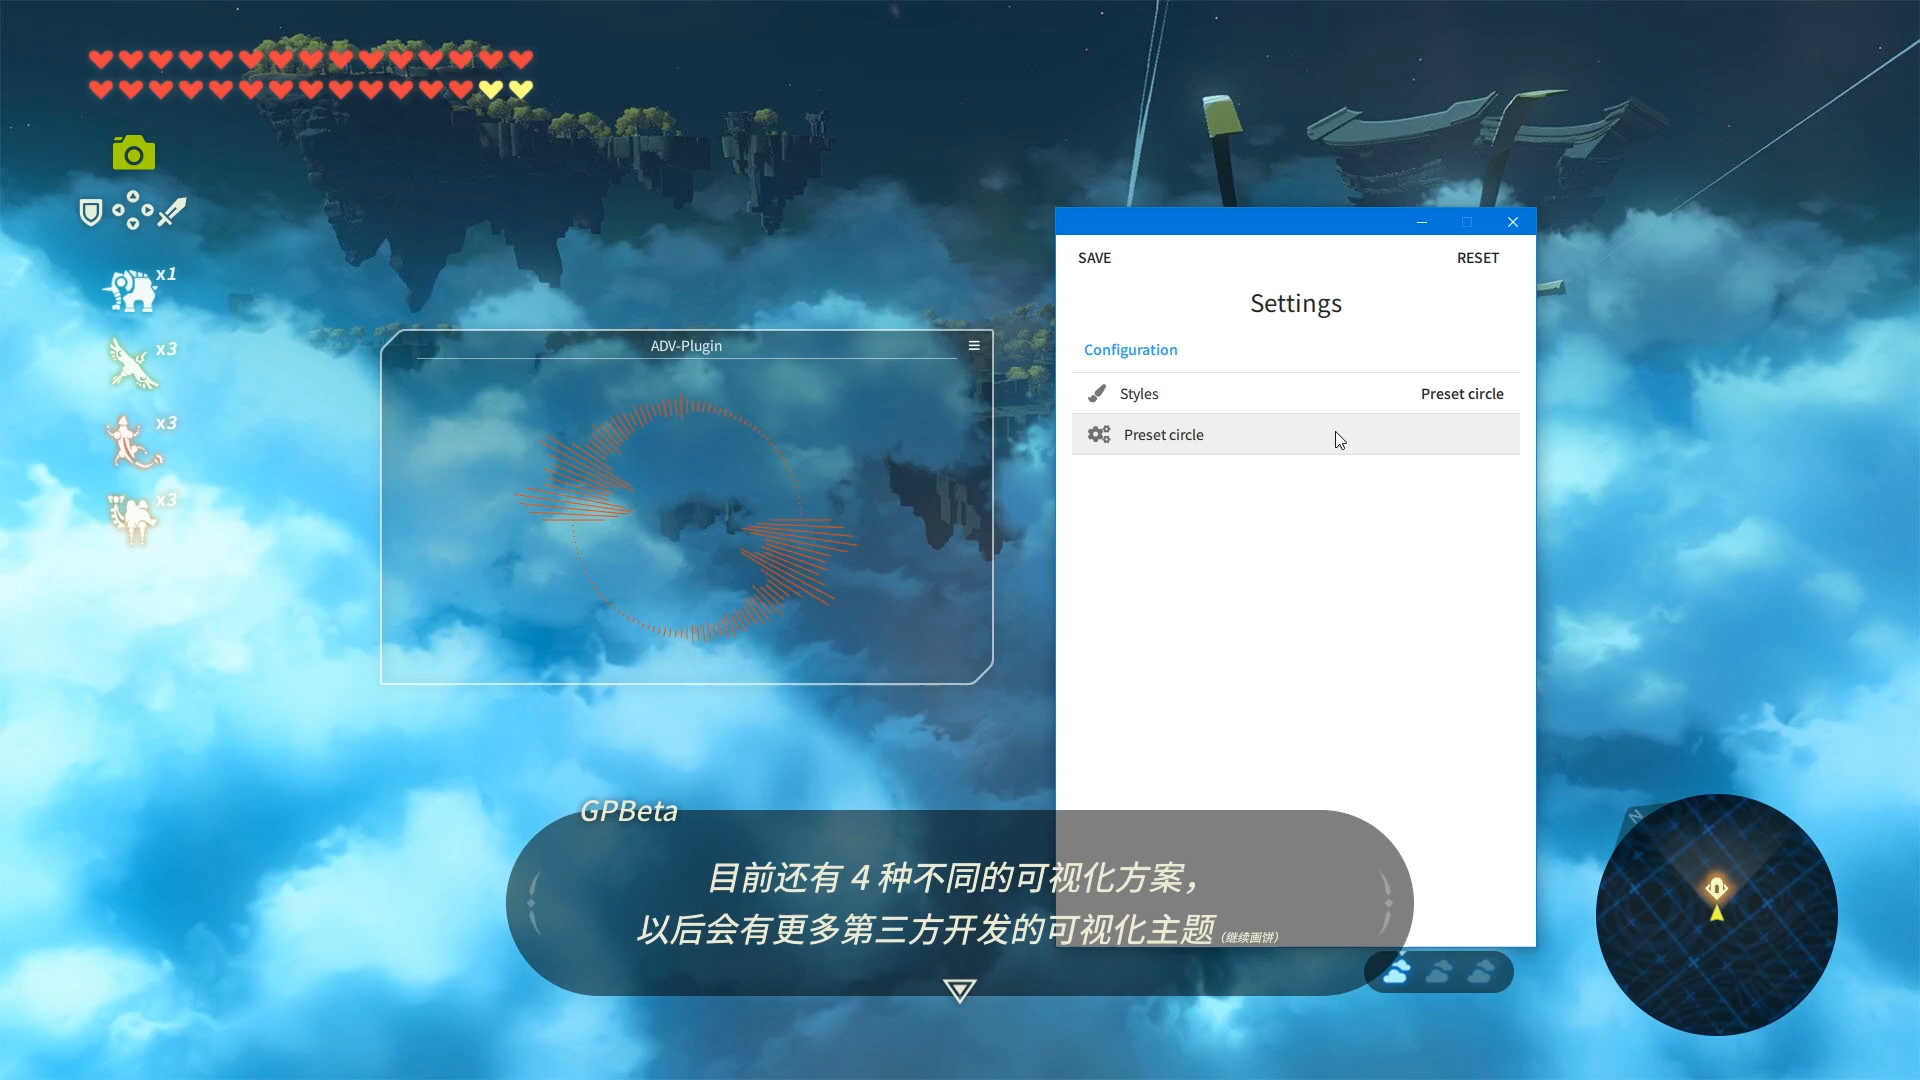 x1
x3
x3
x3
ADV-Plugin
SAVE
RESET
Settings
Configuration
Styles
Preset circle
Preset circle
GPBeta
目前还有 4 种不同的可视化方案，
以后会有更多第三方开发的可视化主题（继续画饼）
N